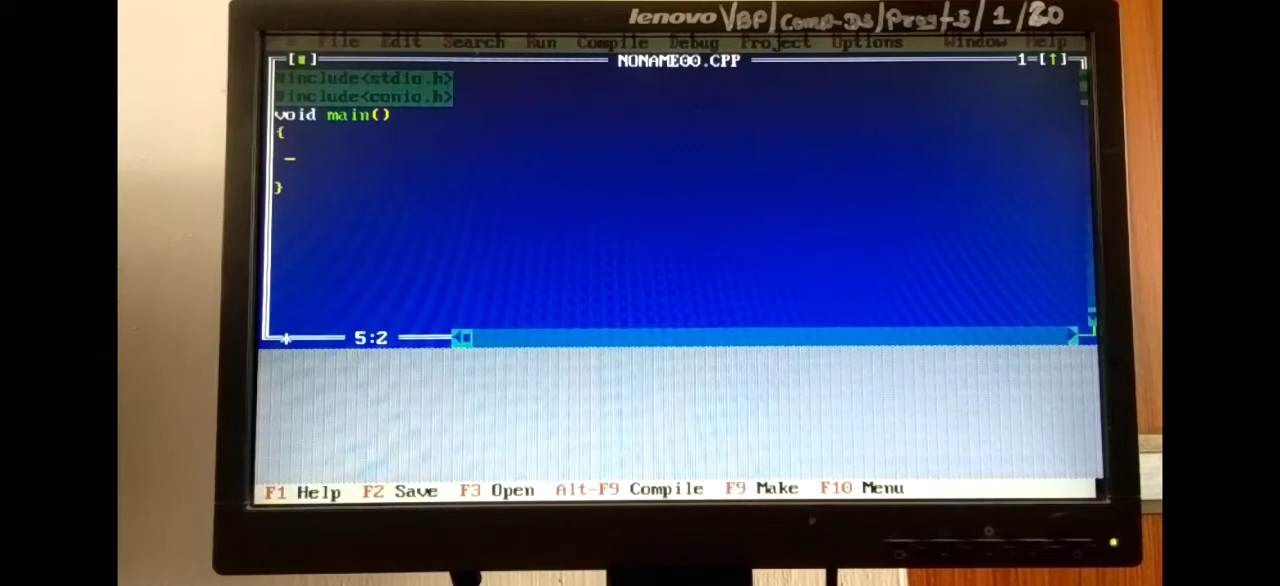 lenovo VBP/Comp-Ds/Prog-5/1/20
File Edit Search Run Compile Debug Project Options Window Help
[■] NONAME00.CPP 1=[↑]
#include<stdio.h>
#include<conio.h>
void main()
{
}
* 5:2
F1 Help F2 Save F3 Open Alt-F9 Compile F9 Make F10 Menu